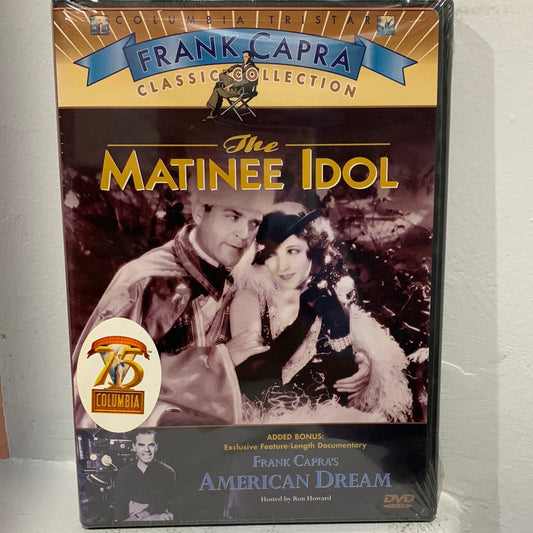 COLUMBIA TRISTAR
FRANK CAPRA
CLASSIC COLLECTION
The
MATINEE IDOL
75
COLUMBIA
ADDED BONUS:
Exclusive Feature-Length Documentary
FRANK CAPRA'S
AMERICAN DREAM
Hosted by Ron Howard
DVD
VIDEO